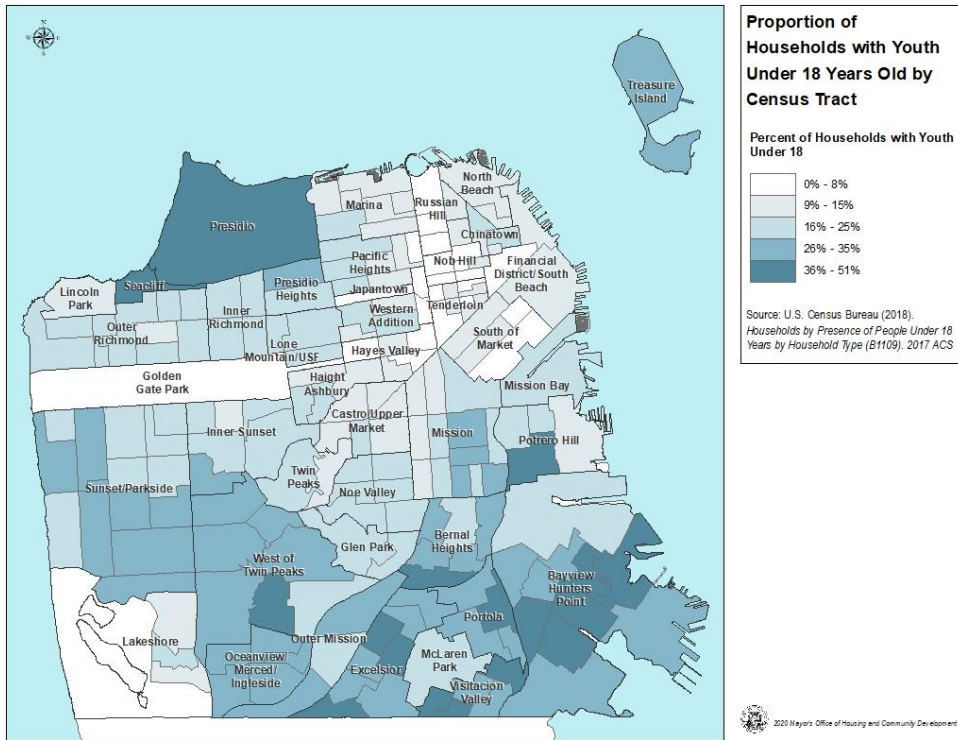 Proportion of
Households with Youth
Under 18 Years Old by
Census Tract
Percent of Households with Youth
Under 18
0% - 8%
9% - 15%
16% - 25%
26% - 35%
36% - 51%
Source: U.S. Census Bureau (2018).
Households by Presence of People Under 18
Years by Household Type (B1109). 2017 ACS
2020 Mayor's Office of Housing and Community Development
N
W
E
S
Treasure
Island
North
Beach
Marina
Russian
Hill
Presidio
Chinatown
Pacific
Heights
Nob Hill
Financial
District/South
Beach
Seacliff
Presidio
Heights
Lincoln
Park
Japantown
Tenderloin
Inner
Richmond
Western
Addition
Outer
Richmond
South of
Market
Lone
Mountain/USF
Hayes Valley
Golden
Gate Park
Haight
Ashbury
Mission Bay
Castro/Upper
Market
Inner Sunset
Mission
Potrero Hill
Twin
Peaks
Sunset/Parkside
Noe Valley
Glen Park
Bernal
Heights
West of
Twin Peaks
Bayview
Hunters
Point
Portola
Lakeshore
Outer Mission
McLaren
Park
Oceanview/
Merced/
Ingleside
Excelsior
Visitacion
Valley